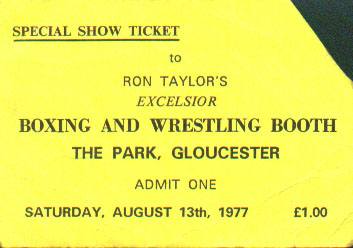 SPECIAL SHOW TICKET
to
RON TAYLOR'S
EXCELSIOR
BOXING AND WRESTLING BOOTH
THE PARK, GLOUCESTER
ADMIT ONE
SATURDAY, AUGUST 13th, 1977 £1.00